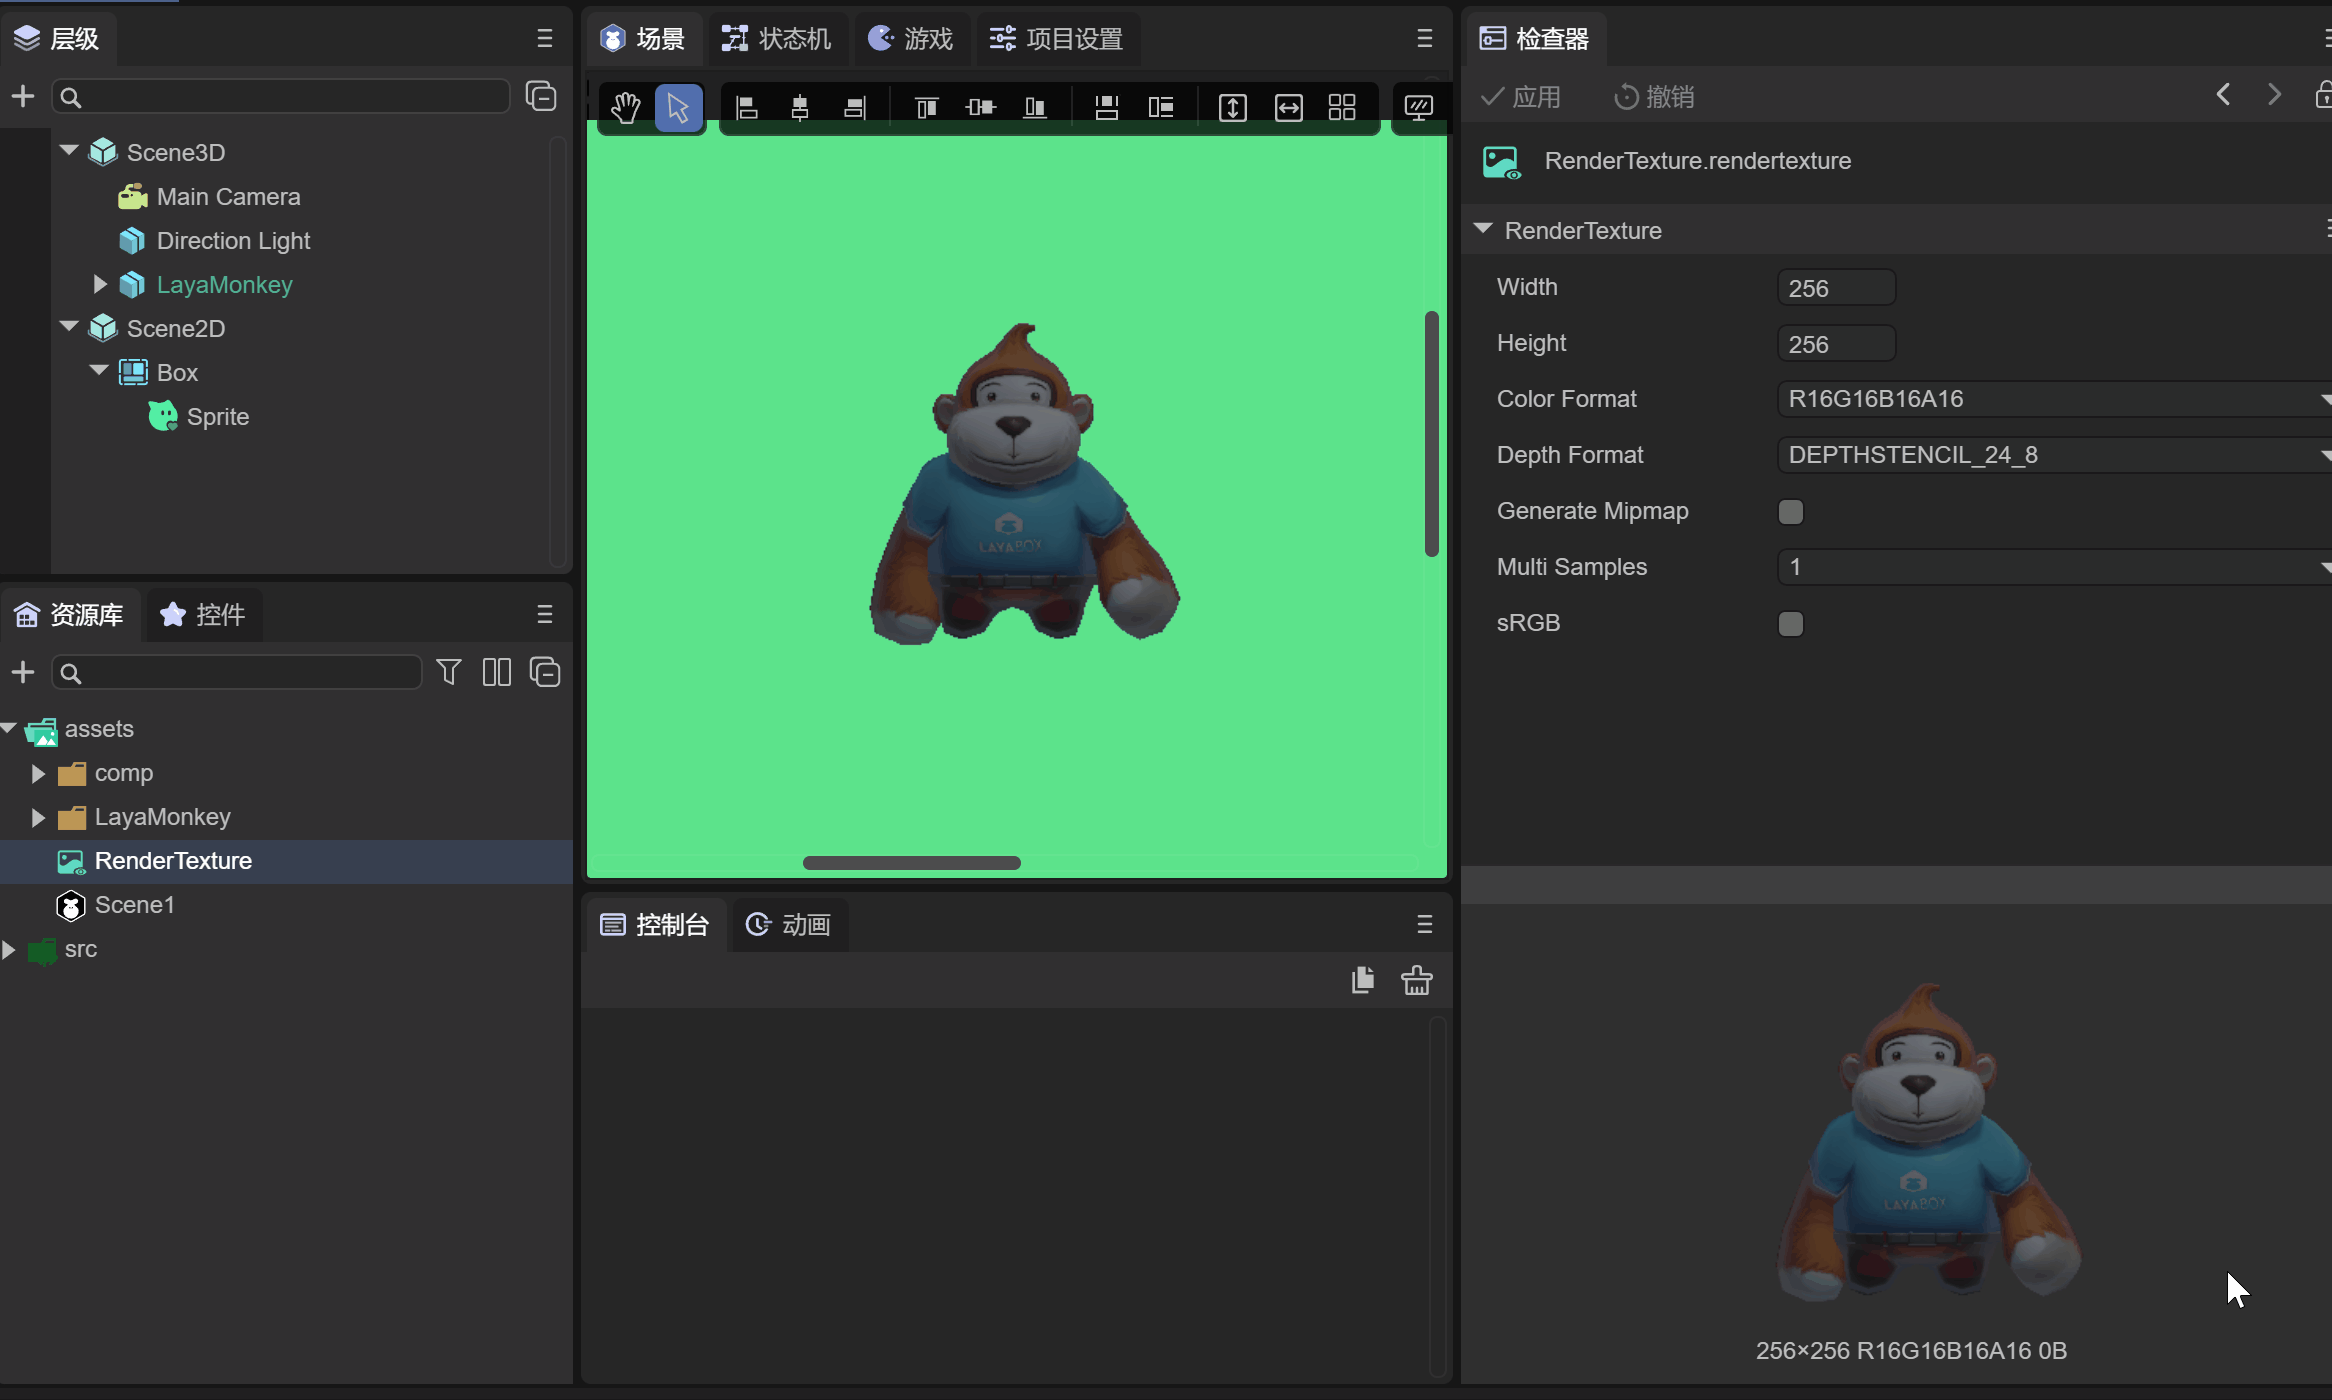 层级
Scene3D
Main Camera
Direction Light
LayaMonkey
Scene2D
Box
Sprite
资源库
控件
assets
comp
LayaMonkey
RenderTexture
Scene1
src
场景
状态机
游戏
项目设置
LAYABOX
控制台
动画
检查器
应用
撤销
RenderTexture.rendertexture
RenderTexture
Width
256
Height
256
Color Format
R16G16B16A16
Depth Format
DEPTHSTENCIL_24_8
Generate Mipmap
Multi Samples
1
sRGB
LAYABOX
256×256 R16G16B16A16 0B